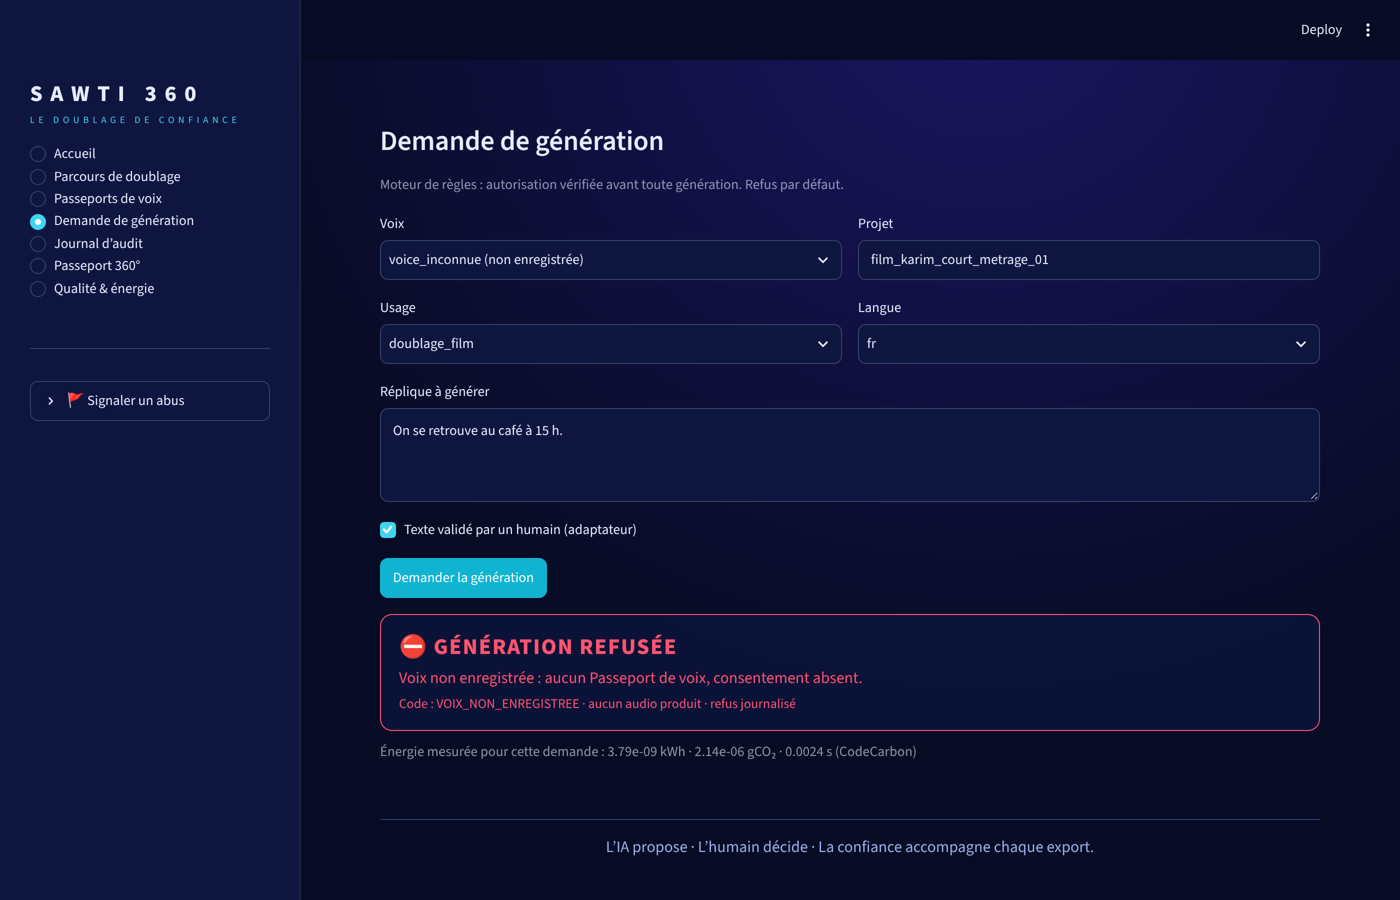 Deploy
SAWTI 360
LE DOUBLAGE DE CONFIANCE
Accueil
Parcours de doublage
Passeports de voix
Demande de génération
Journal d’audit
Passeport 360°
Qualité & énergie
🚩 Signaler un abus
Demande de génération
Moteur de règles : autorisation vérifiée avant toute génération. Refus par défaut.
Voix
Projet
voice_inconnue (non enregistrée)
film_karim_court_metrage_01
Usage
Langue
doublage_film
fr
Réplique à générer
On se retrouve au café à 15 h.
Texte validé par un humain (adaptateur)
Demander la génération
⛔ GÉNÉRATION REFUSÉE
Voix non enregistrée : aucun Passeport de voix, consentement absent.
Code : VOIX_NON_ENREGISTREE · aucun audio produit · refus journalisé
Énergie mesurée pour cette demande : 3.79e-09 kWh · 2.14e-06 gCO₂ · 0.0024 s (CodeCarbon)
L’IA propose · L’humain décide · La confiance accompagne chaque export.